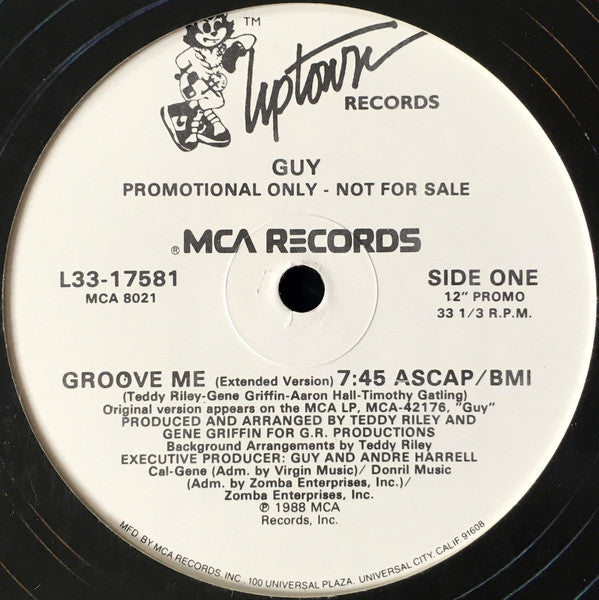 TM
Uptown
RECORDS
GUY
PROMOTIONAL ONLY - NOT FOR SALE
® MCA RECORDS
L33-17581
MCA 8021
SIDE ONE
12" PROMO
33 1/3 R.P.M.
GROOVE ME (Extended Version) 7:45 ASCAP/BMI
(Teddy Riley-Gene Griffin-Aaron Hall-Timothy Gatling)
Original version appears on the MCA LP, MCA-42176, "Guy"
PRODUCED AND ARRANGED BY TEDDY RILEY AND
GENE GRIFFIN FOR G.R. PRODUCTIONS
Background Arrangements by Teddy Riley
EXECUTIVE PRODUCER: GUY AND ANDRE HARRELL
Cal-Gene (Adm. by Virgin Music)/ Donril Music
(Adm. by Zomba Enterprises, Inc.)/
Zomba Enterprises, Inc.
℗ 1988 MCA
Records, Inc.
MFD. BY MCA RECORDS, INC., 100 UNIVERSAL PLAZA, UNIVERSAL CITY, CALIF 91608